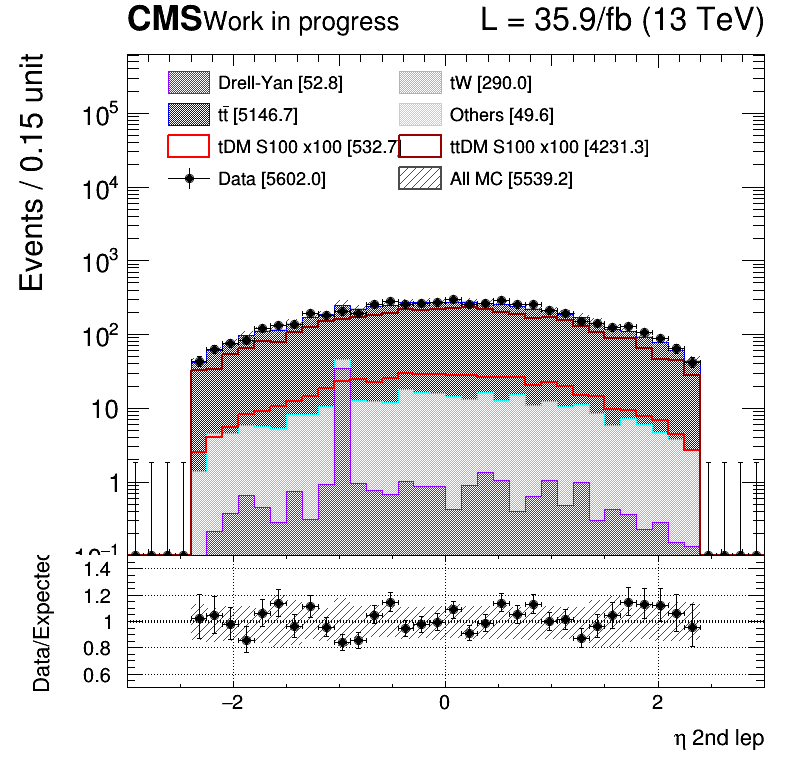 CMS Work in progress L = 35.9/fb (13 TeV)
Events / 0.15 unit
Drell-Yan [52.8] tW [290.0]
tt̄ [5146.7] Others [49.6]
tDM S100 x100 [532.7] ttDM S100 x100 [4231.3]
Data [5602.0] All MC [5539.2]
10⁵
10⁴
10³
10²
10
1
10⁻¹
Data/Expected
1.4
1.2
1
0.8
0.6
−2 0 2
η 2nd lep